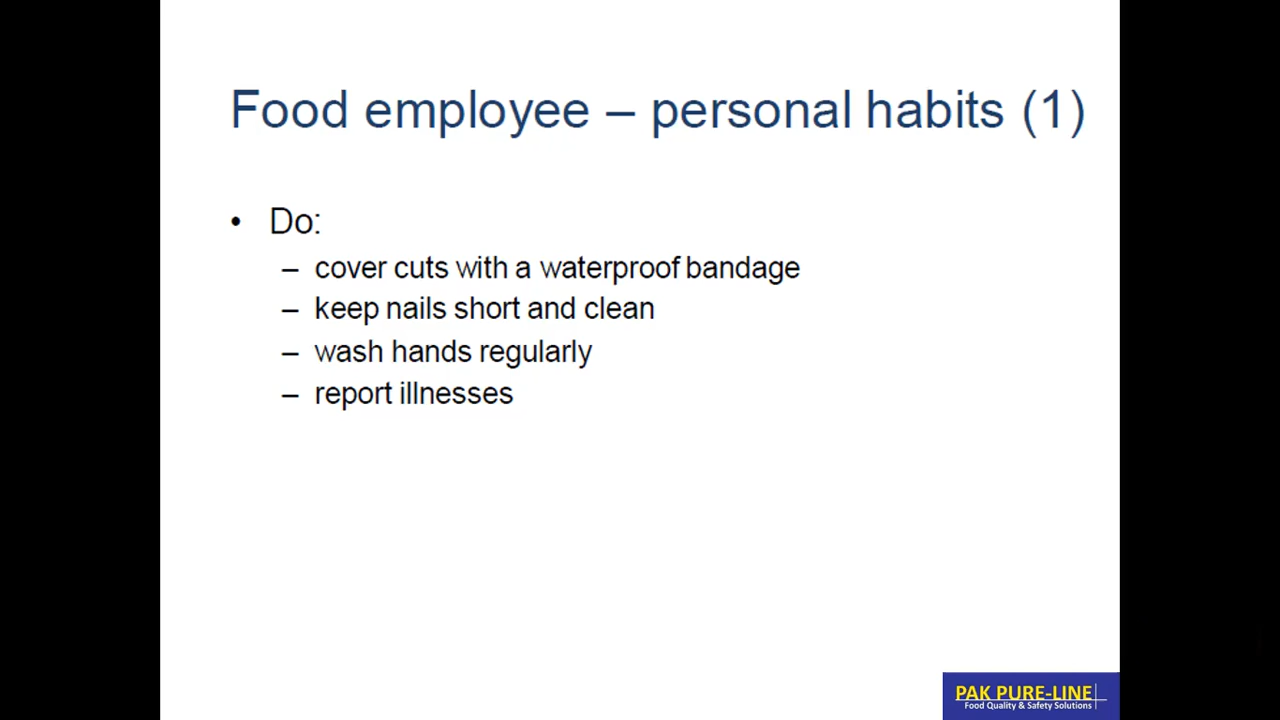 Food employee – personal habits (1)
• Do:
– cover cuts with a waterproof bandage
– keep nails short and clean
– wash hands regularly
– report illnesses
PAK PURE-LINE
Food Quality & Safety Solutions